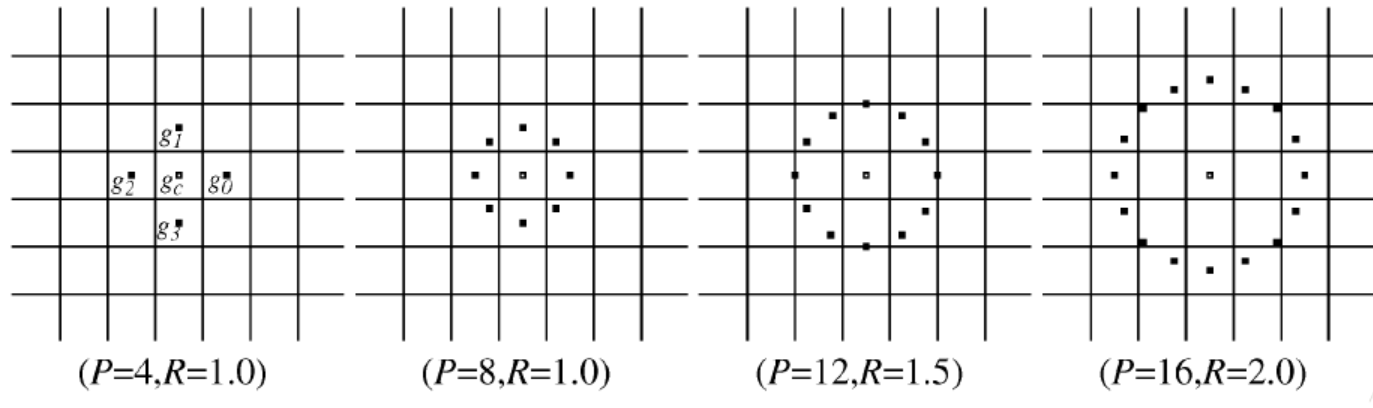 g1
g2 gc g0
g3
(P=4,R=1.0) (P=8,R=1.0) (P=12,R=1.5) (P=16,R=2.0)